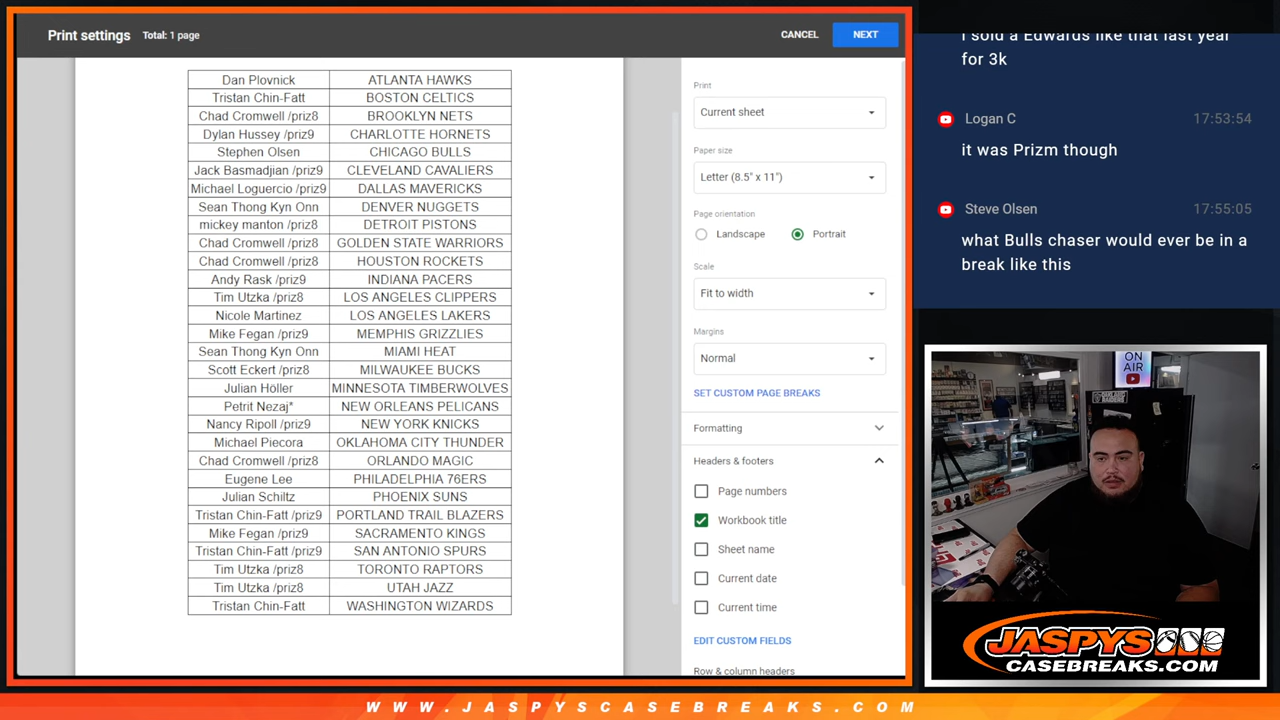 Print settings Total: 1 page CANCEL NEXT
Dan Plovnick ATLANTA HAWKS
Tristan Chin-Fatt BOSTON CELTICS
Chad Cromwell /priz8 BROOKLYN NETS
Dylan Hussey /priz9 CHARLOTTE HORNETS
Stephen Olsen CHICAGO BULLS
Jack Basmadjian /priz9 CLEVELAND CAVALIERS
Michael Loguercio /priz9 DALLAS MAVERICKS
Sean Thong Kyn Onn DENVER NUGGETS
mickey manton /priz8 DETROIT PISTONS
Chad Cromwell /priz8 GOLDEN STATE WARRIORS
Chad Cromwell /priz8 HOUSTON ROCKETS
Andy Rask /priz9 INDIANA PACERS
Tim Utzka /priz8 LOS ANGELES CLIPPERS
Nicole Martinez LOS ANGELES LAKERS
Mike Fegan /priz9 MEMPHIS GRIZZLIES
Sean Thong Kyn Onn MIAMI HEAT
Scott Eckert /priz8 MILWAUKEE BUCKS
Julian Höller MINNESOTA TIMBERWOLVES
Petrit Nezaj* NEW ORLEANS PELICANS
Nancy Ripoll /priz9 NEW YORK KNICKS
Michael Piecora OKLAHOMA CITY THUNDER
Chad Cromwell /priz8 ORLANDO MAGIC
Eugene Lee PHILADELPHIA 76ERS
Julian Schiltz PHOENIX SUNS
Tristan Chin-Fatt /priz9 PORTLAND TRAIL BLAZERS
Mike Fegan /priz9 SACRAMENTO KINGS
Tristan Chin-Fatt /priz9 SAN ANTONIO SPURS
Tim Utzka /priz8 TORONTO RAPTORS
Tim Utzka /priz8 UTAH JAZZ
Tristan Chin-Fatt WASHINGTON WIZARDS
Print
Current sheet
Paper size
Letter (8.5" x 11")
Page orientation
Landscape Portrait
Scale
Fit to width
Margins
Normal
SET CUSTOM PAGE BREAKS
Formatting
Headers & footers
Page numbers
Workbook title
Sheet name
Current date
Current time
EDIT CUSTOM FIELDS
Row & column headers
I sold a Edwards like that last year
for 3k
Logan C 17:53:54
it was Prizm though
Steve Olsen 17:55:05
what Bulls chaser would ever be in a
break like this
ON
AIR
JASPYS
CASEBREAKS.COM
WWW.JASPYSCASEBREAKS.COM